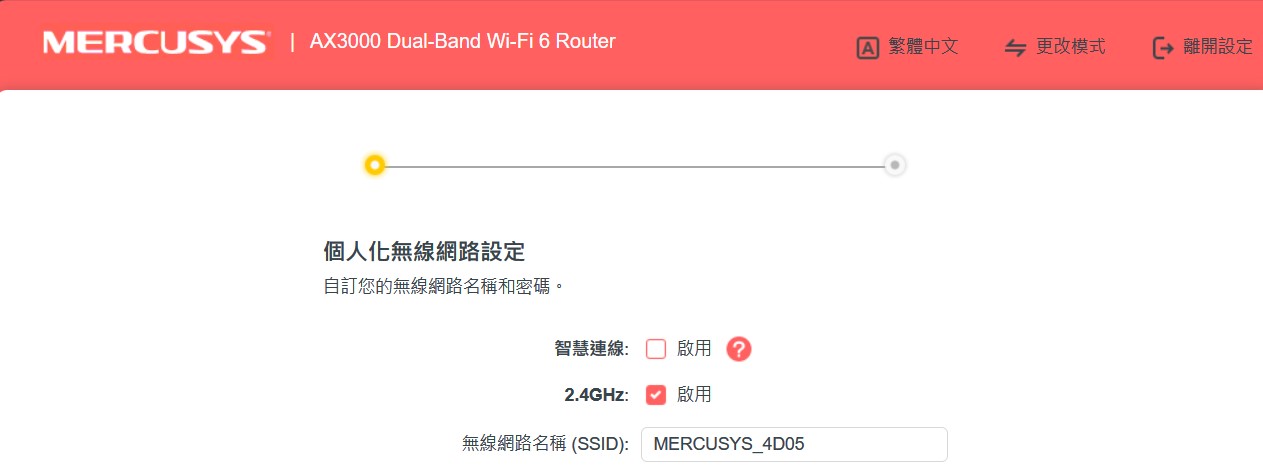 MERCUSYS | AX3000 Dual-Band Wi-Fi 6 Router 繁體中文 更改模式 離開設定
個人化無線網路設定
自訂您的無線網路名稱和密碼。
智慧連線: 啟用 ?
2.4GHz: 啟用
無線網路名稱 (SSID): MERCUSYS_4D05